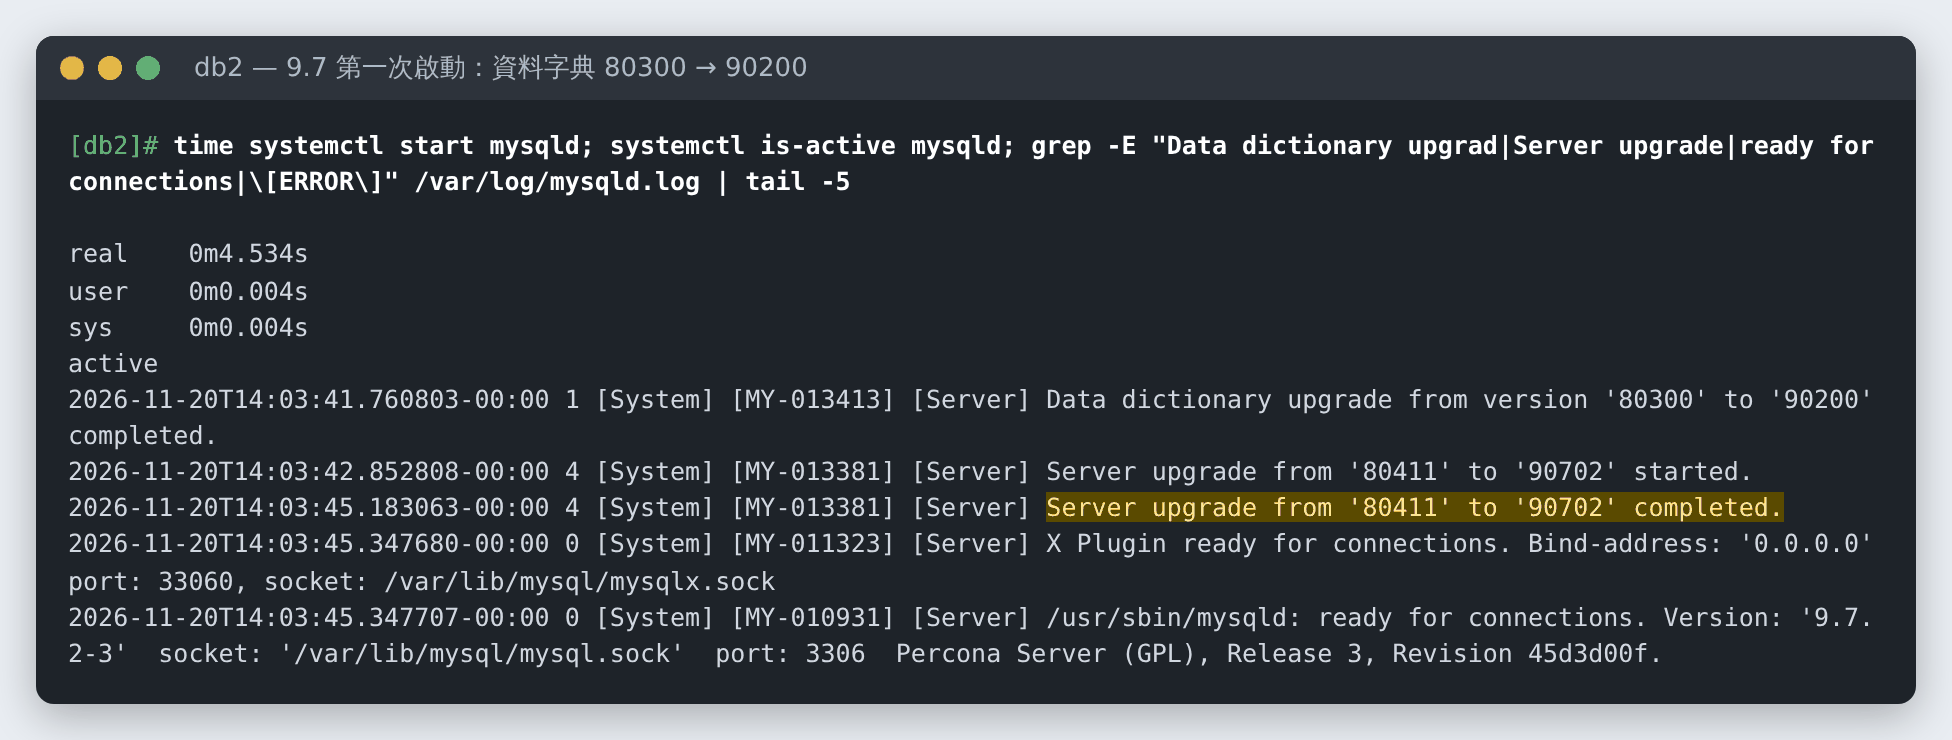 db2 — 9.7 第一次啟動：資料字典 80300 → 90200
[db2]# time systemctl start mysqld; systemctl is-active mysqld; grep -E "Data dictionary upgrad|Server upgrade|ready for
connections|\[ERROR\]" /var/log/mysqld.log | tail -5
real    0m4.534s
user    0m0.004s
sys     0m0.004s
active
2026-11-20T14:03:41.760803-00:00 1 [System] [MY-013413] [Server] Data dictionary upgrade from version '80300' to '90200'
completed.
2026-11-20T14:03:42.852808-00:00 4 [System] [MY-013381] [Server] Server upgrade from '80411' to '90702' started.
2026-11-20T14:03:45.183063-00:00 4 [System] [MY-013381] [Server] Server upgrade from '80411' to '90702' completed.
2026-11-20T14:03:45.347680-00:00 0 [System] [MY-011323] [Server] X Plugin ready for connections. Bind-address: '0.0.0.0'
port: 33060, socket: /var/lib/mysql/mysqlx.sock
2026-11-20T14:03:45.347707-00:00 0 [System] [MY-010931] [Server] /usr/sbin/mysqld: ready for connections. Version: '9.7.
2-3'  socket: '/var/lib/mysql/mysql.sock'  port: 3306  Percona Server (GPL), Release 3, Revision 45d3d00f.